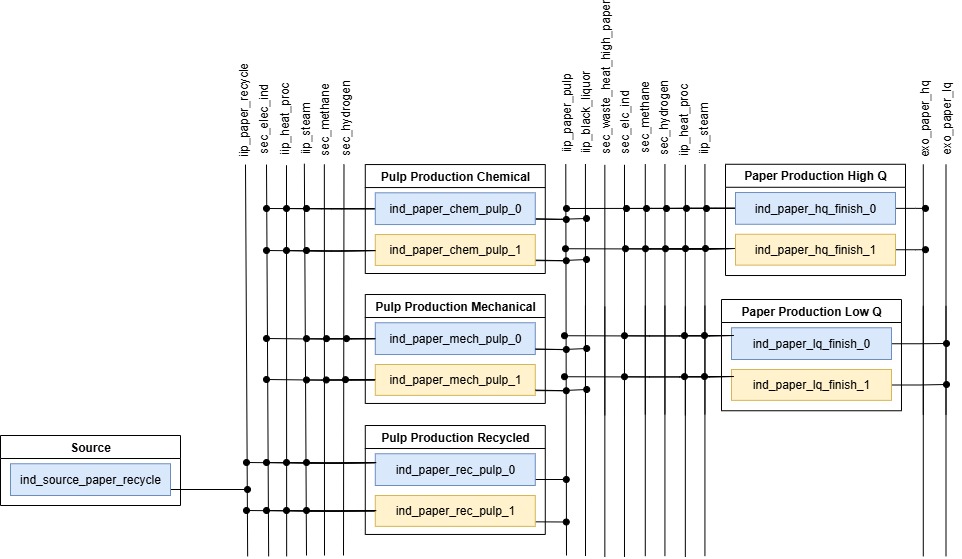 iip_paper_recycle
sec_elec_ind
iip_heat_proc
iip_steam
sec_methane
sec_hydrogen
iip_paper_pulp
iip_black_liquor
sec_waste_heat_high_paper
sec_elc_ind
sec_methane
sec_hydrogen
iip_heat_proc
iip_steam
exo_paper_hq
exo_paper_lq
Pulp Production Chemical
ind_paper_chem_pulp_0
ind_paper_chem_pulp_1
Paper Production High Q
ind_paper_hq_finish_0
ind_paper_hq_finish_1
Pulp Production Mechanical
ind_paper_mech_pulp_0
ind_paper_mech_pulp_1
Paper Production Low Q
ind_paper_lq_finish_0
ind_paper_lq_finish_1
Source
ind_source_paper_recycle
Pulp Production Recycled
ind_paper_rec_pulp_0
ind_paper_rec_pulp_1